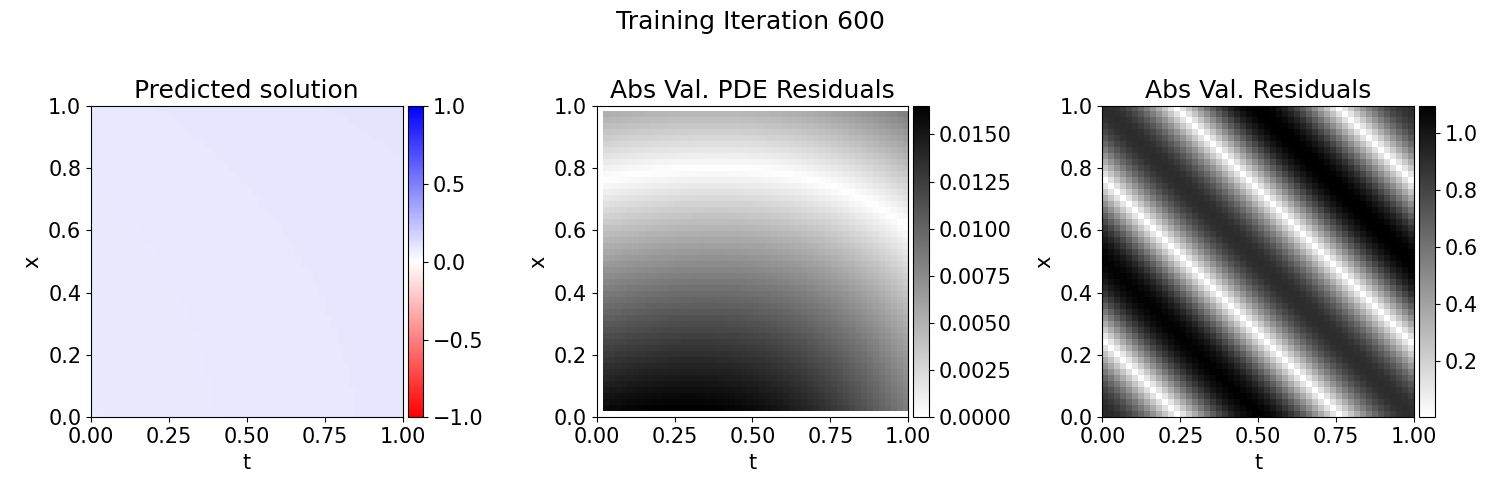 Training Iteration 600
Predicted solution
1.0
0.8
0.6
0.4
0.2
0.0
x
0.00 0.25 0.50 0.75 1.00
t
1.0
0.5
0.0
−0.5
−1.0
Abs Val. PDE Residuals
1.0
0.8
0.6
0.4
0.2
0.0
x
0.00 0.25 0.50 0.75 1.00
t
0.0150
0.0125
0.0100
0.0075
0.0050
0.0025
0.0000
Abs Val. Residuals
1.0
0.8
0.6
0.4
0.2
0.0
x
0.00 0.25 0.50 0.75 1.00
t
1.0
0.8
0.6
0.4
0.2